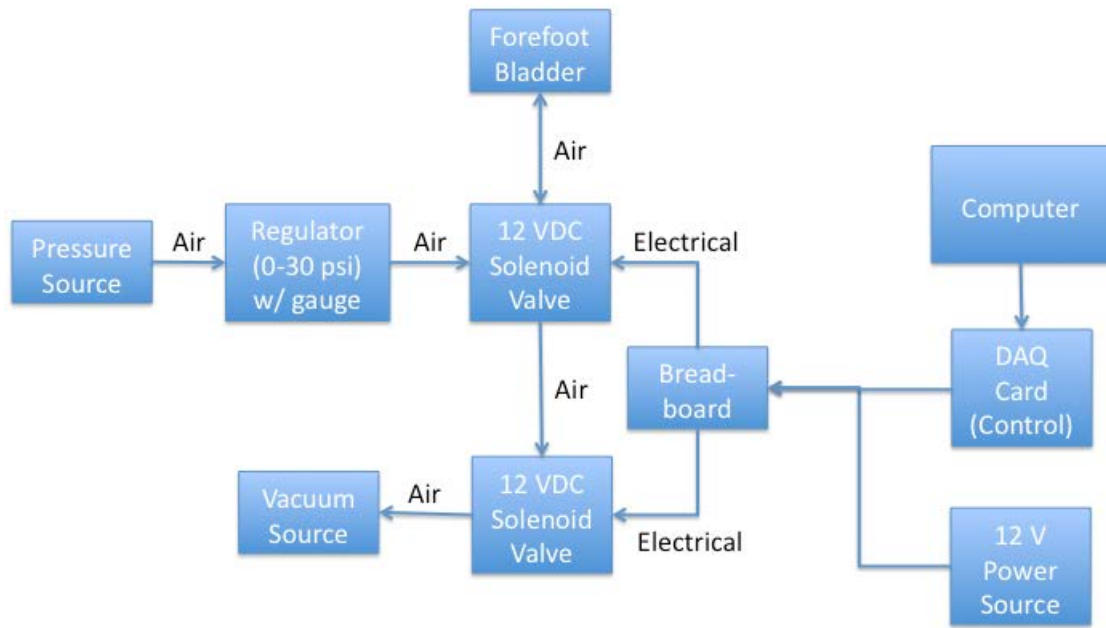 Forefoot
Bladder
Air
Computer
Pressure
Source
Air
Regulator
(0-30 psi)
w/ gauge
Air
12 VDC
Solenoid
Valve
Electrical
Bread-
board
DAQ
Card
(Control)
Air
Vacuum
Source
Air
12 VDC
Solenoid
Valve
Electrical
12 V
Power
Source